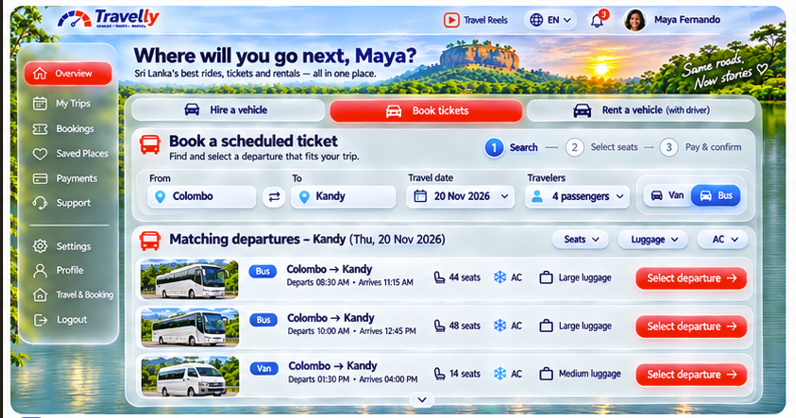 Travelly
Travel Reels
EN
3
Maya Fernando
Where will you go next, Maya?
Sri Lanka's best rides, tickets and rentals — all in one place.
Same roads,
New stories
Overview
My Trips
Bookings
Saved Places
Payments
Support
Settings
Profile
Travel & Booking
Logout
Hire a vehicle
Book tickets
Rent a vehicle (with driver)
Book a scheduled ticket
Find and select a departure that fits your trip.
1 Search — 2 Select seats — 3 Pay & confirm
From
Colombo
To
Kandy
Travel date
20 Nov 2026
Travelers
4 passengers
Van
Bus
Matching departures – Kandy (Thu, 20 Nov 2026)
Seats
Luggage
AC
Bus
Colombo → Kandy
Departs 08:30 AM • Arrives 11:15 AM
44 seats
AC
Large luggage
Select departure →
Bus
Colombo → Kandy
Departs 10:00 AM • Arrives 12:45 PM
48 seats
AC
Large luggage
Select departure →
Van
Colombo → Kandy
Departs 01:30 PM • Arrives 04:00 PM
14 seats
AC
Medium luggage
Select departure →